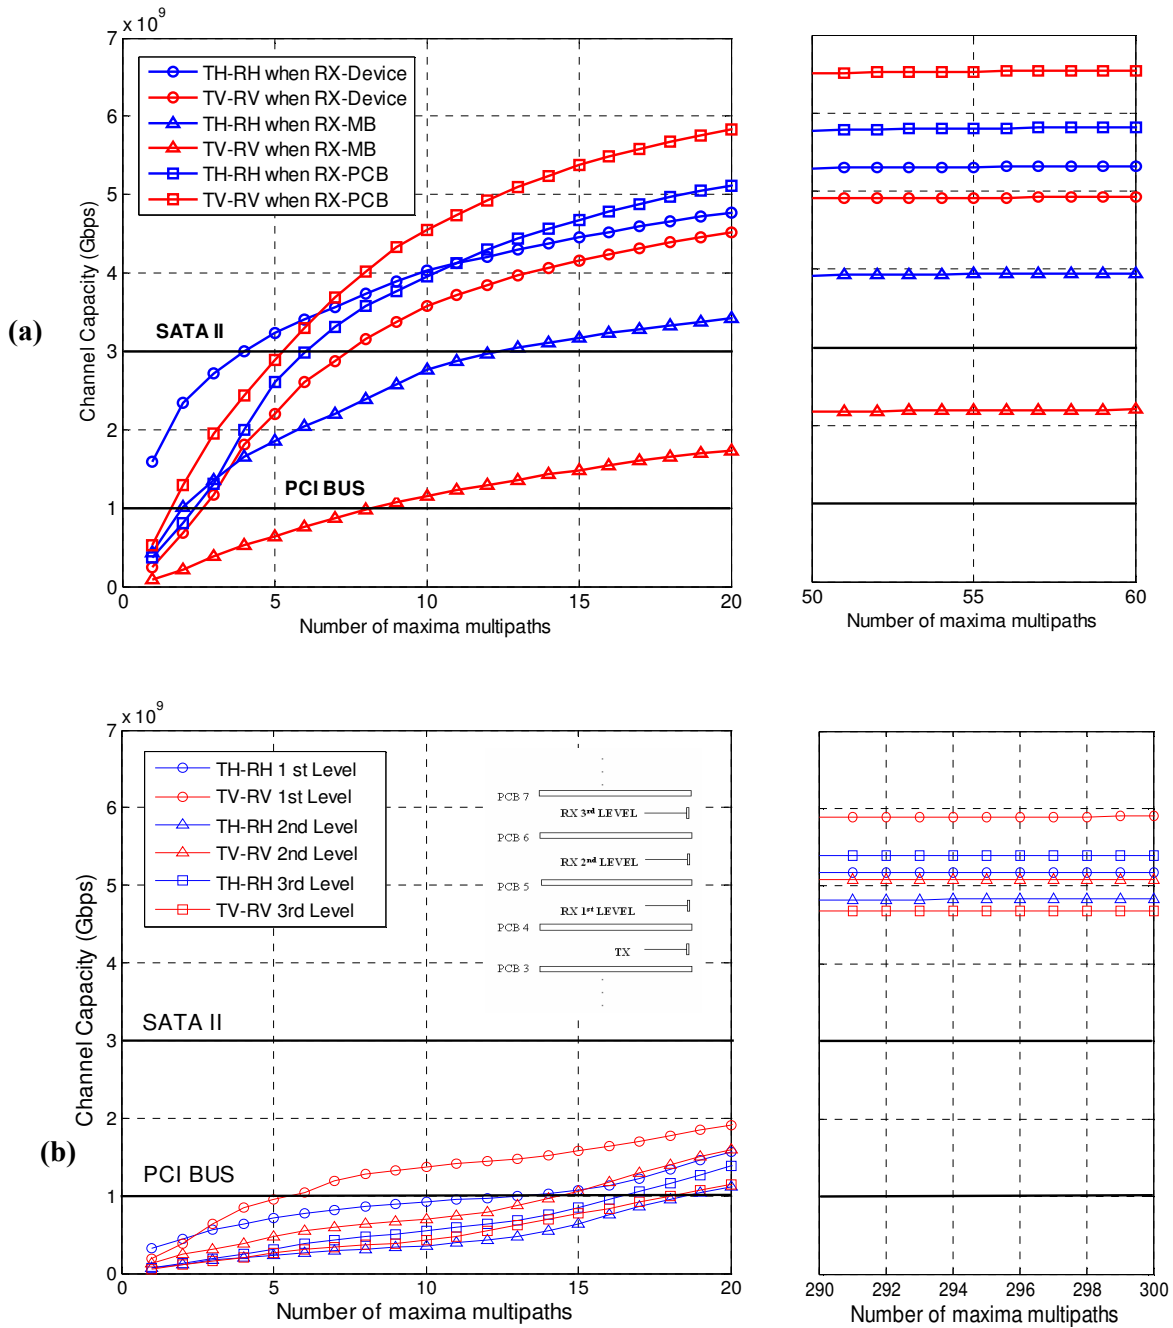 x 10^9
7
6
5
4
3
2
1
0
Channel Capacity (Gbps)
TH-RH when RX-Device
TV-RV when RX-Device
TH-RH when RX-MB
TV-RV when RX-MB
TH-RH when RX-PCB
TV-RV when RX-PCB
SATA II
PCI BUS
(a)
0 5 10 15 20
Number of maxima multipaths
50 55 60
Number of maxima multipaths
x 10^9
7
6
5
4
3
2
1
0
Channel Capacity (Gbps)
TH-RH 1 st Level
TV-RV 1st Level
TH-RH 2nd Level
TV-RV 2nd Level
TH-RH 3rd Level
TV-RV 3rd Level
PCB 7
RX 3rd LEVEL
PCB 6
RX 2nd LEVEL
PCB 5
RX 1st LEVEL
PCB 4
TX
PCB 3
SATA II
PCI BUS
(b)
0 5 10 15 20
Number of maxima multipaths
290 292 294 296 298 300
Number of maxima multipaths